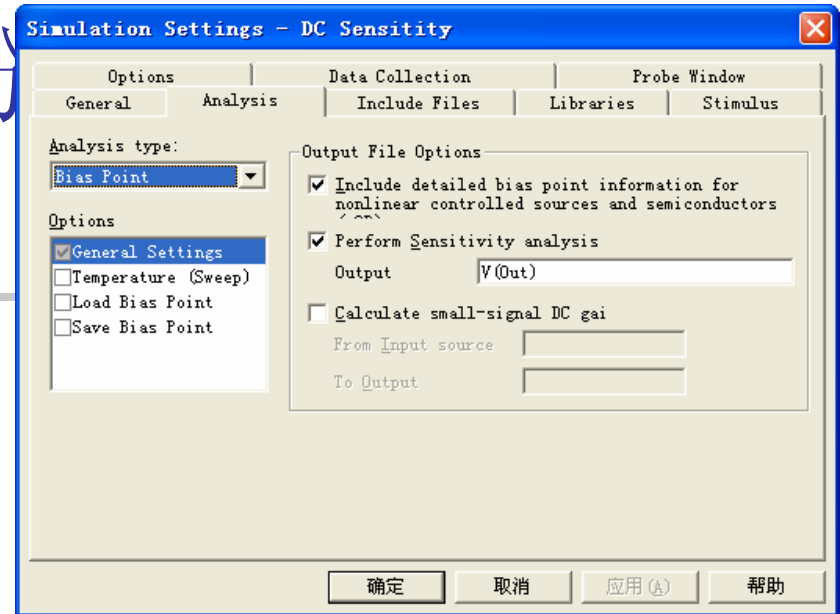 Simulation Settings - DC Sensitity
Options
Data Collection
Probe Window
General
Analysis
Include Files
Libraries
Stimulus
Analysis type:
Bias Point
Options
General Settings
Temperature (Sweep)
Load Bias Point
Save Bias Point
Output File Options
Include detailed bias point information for
nonlinear controlled sources and semiconductors
Perform Sensitivity analysis
Output
V(Out)
Calculate small-signal DC gai
From Input source
To Output
确定
取消
应用(A)
帮助